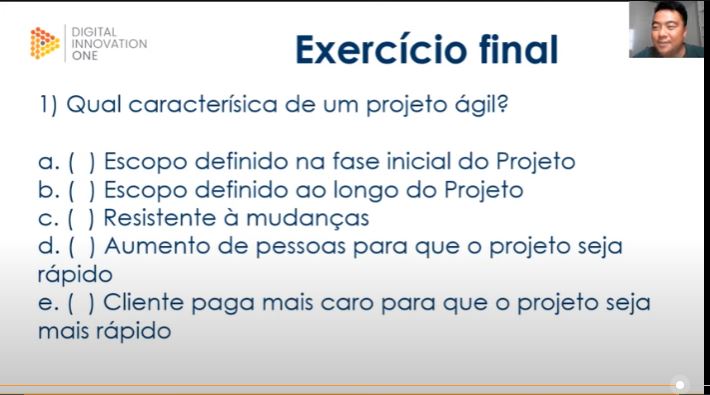 DIGITAL
INNOVATION
ONE
Exercício final
1) Qual caracterísica de um projeto ágil?
a. ( ) Escopo definido na fase inicial do Projeto
b. ( ) Escopo definido ao longo do Projeto
c. ( ) Resistente à mudanças
d. ( ) Aumento de pessoas para que o projeto seja
rápido
e. ( ) Cliente paga mais caro para que o projeto seja
mais rápido